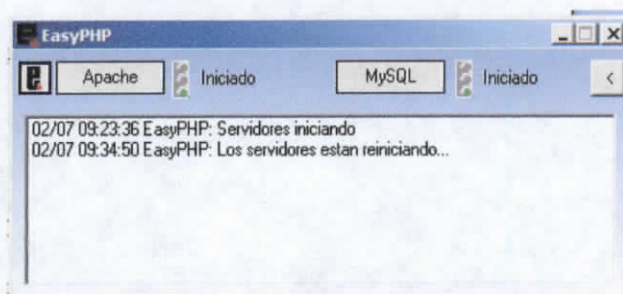 EasyPHP
Apache Iniciado MySQL Iniciado <
02/07 09:23:36 EasyPHP: Servidores iniciando
02/07 09:34:50 EasyPHP: Los servidores estan reiniciando...